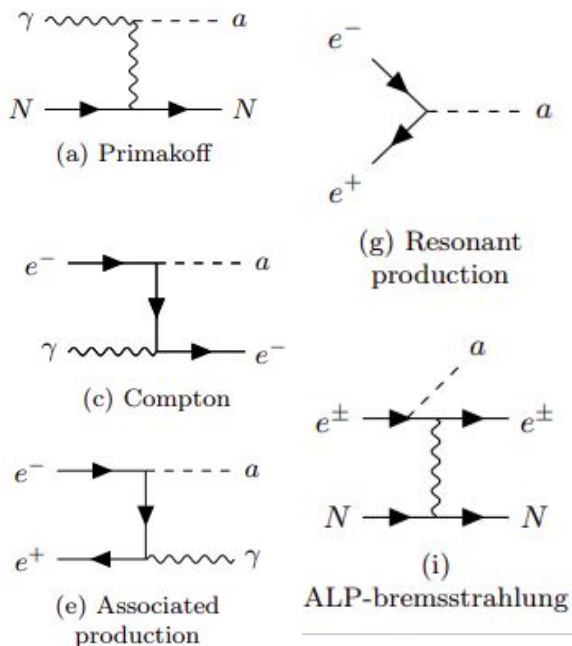 γ a
N N
(a) Primakoff
e⁻ a
γ e⁻
(c) Compton
e⁻ a
e⁺ γ
(e) Associated
production
e⁻
a
e⁺
(g) Resonant
production
a
e± e±
N N
(i)
ALP-bremsstrahlung